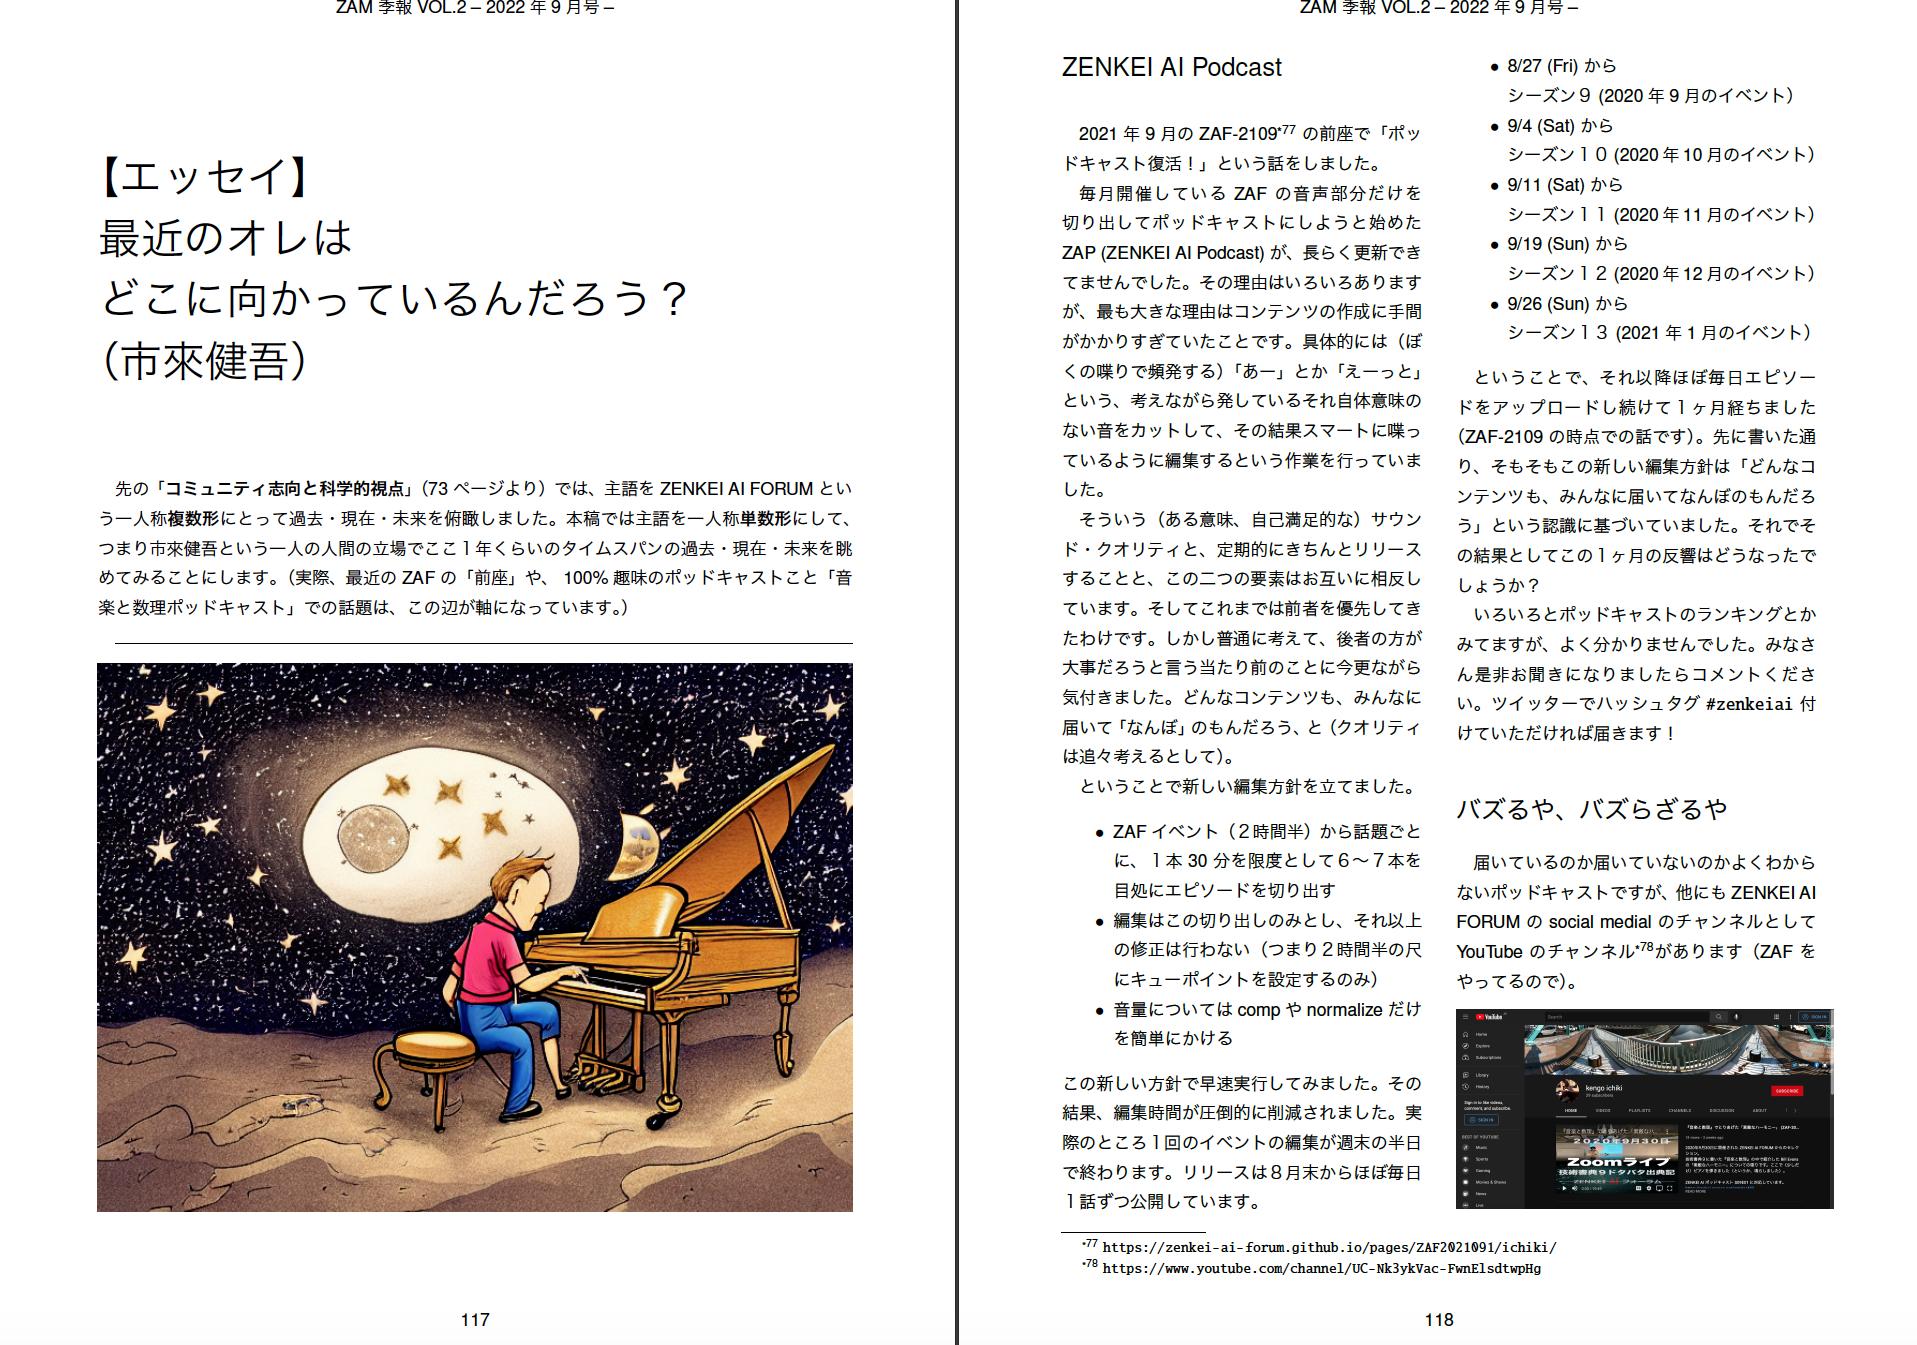 ZAM 季報 VOL.2 – 2022 年 9 月号 –
【エッセイ】
最近のオレは
どこに向かっているんだろう？
（市來健吾）
先の「コミュニティ志向と科学的視点」（73 ページより）では、主語を ZENKEI AI FORUM とい
う一人称複数形にとって過去・現在・未来を俯瞰しました。本稿では主語を一人称単数形にして、
つまり市來健吾という一人の人間の立場でここ１年くらいのタイムスパンの過去・現在・未来を眺
めてみることにします。（実際、最近の ZAF の「前座」や、 100% 趣味のポッドキャストこと「音
楽と数理ポッドキャスト」での話題は、この辺が軸になっています。）
117
ZAM 季報 VOL.2 – 2022 年 9 月号 –
ZENKEI AI Podcast
2021 年 9 月の ZAF-2109*77 の前座で「ポッ
ドキャスト復活！」という話をしました。
毎月開催している ZAF の音声部分だけを
切り出してポッドキャストにしようと始めた
ZAP (ZENKEI AI Podcast) が、長らく更新でき
てませんでした。その理由はいろいろあります
が、最も大きな理由はコンテンツの作成に手間
がかかりすぎていたことです。具体的には（ぼ
くの喋りで頻発する）「あー」とか「えーっと」
という、考えながら発しているそれ自体意味の
ない音をカットして、その結果スマートに喋っ
ているように編集するという作業を行っていま
した。
そういう（ある意味、自己満足的な）サウン
ド・クオリティと、定期的にきちんとリリース
することと、この二つの要素はお互いに相反し
ています。そしてこれまでは前者を優先してき
たわけです。しかし普通に考えて、後者の方が
大事だろうと言う当たり前のことに今更ながら
気付きました。どんなコンテンツも、みんなに
届いて「なんぼ」のもんだろう、と（クオリティ
は追々考えるとして）。
ということで新しい編集方針を立てました。
● ZAF イベント（２時間半）から話題ごと
に、１本 30 分を限度として６～７本を
目処にエピソードを切り出す
● 編集はこの切り出しのみとし、それ以上
の修正は行わない（つまり２時間半の尺
にキューポイントを設定するのみ）
● 音量については comp や normalize だけ
を簡単にかける
この新しい方針で早速実行してみました。その
結果、編集時間が圧倒的に削減されました。実
際のところ１回のイベントの編集が週末の半日
で終わります。リリースは８月末からほぼ毎日
１話ずつ公開しています。
● 8/27 (Fri) から
シーズン９ (2020 年 9 月のイベント）
● 9/4 (Sat) から
シーズン１０ (2020 年 10 月のイベント）
● 9/11 (Sat) から
シーズン１１ (2020 年 11 月のイベント）
● 9/19 (Sun) から
シーズン１２ (2020 年 12 月のイベント）
● 9/26 (Sun) から
シーズン１３ (2021 年 1 月のイベント）
ということで、それ以降ほぼ毎日エピソー
ドをアップロードし続けて１ヶ月経ちました
（ZAF-2109 の時点での話です）。先に書いた通
り、そもそもこの新しい編集方針は「どんなコ
ンテンツも、みんなに届いてなんぼのもんだろ
う」という認識に基づいていました。それでそ
の結果としてこの１ヶ月の反響はどうなったで
しょうか？
いろいろとポッドキャストのランキングとか
みてますが、よく分かりませんでした。みなさ
ん是非お聞きになりましたらコメントくださ
い。ツイッターでハッシュタグ #zenkeiai 付
けていただければ届きます！
バズるや、バズらざるや
届いているのか届いていないのかよくわから
ないポッドキャストですが、他にも ZENKEI AI
FORUM の social medial のチャンネルとして
YouTube のチャンネル*78があります（ZAF を
やってるので）。
YouTube
Search
SIGN IN
Home
Explore
Subscriptions
Library
History
SIGN IN
BEST OF YOUTUBE
Music
Sports
Gaming
Movies & Shows
News
Live
kengo ichiki
SUBSCRIBE
HOME VIDEOS PLAYLISTS CHANNELS DISCUSSION ABOUT
2020年9月30日
Zoomライブ
技術書典９ドタバタ出典記
ZENKEI AI フォーラム
READ MORE
*77 https://zenkei-ai-forum.github.io/pages/ZAF2021091/ichiki/
*78 https://www.youtube.com/channel/UC-Nk3ykVac-FwnElsdtwpHg
118